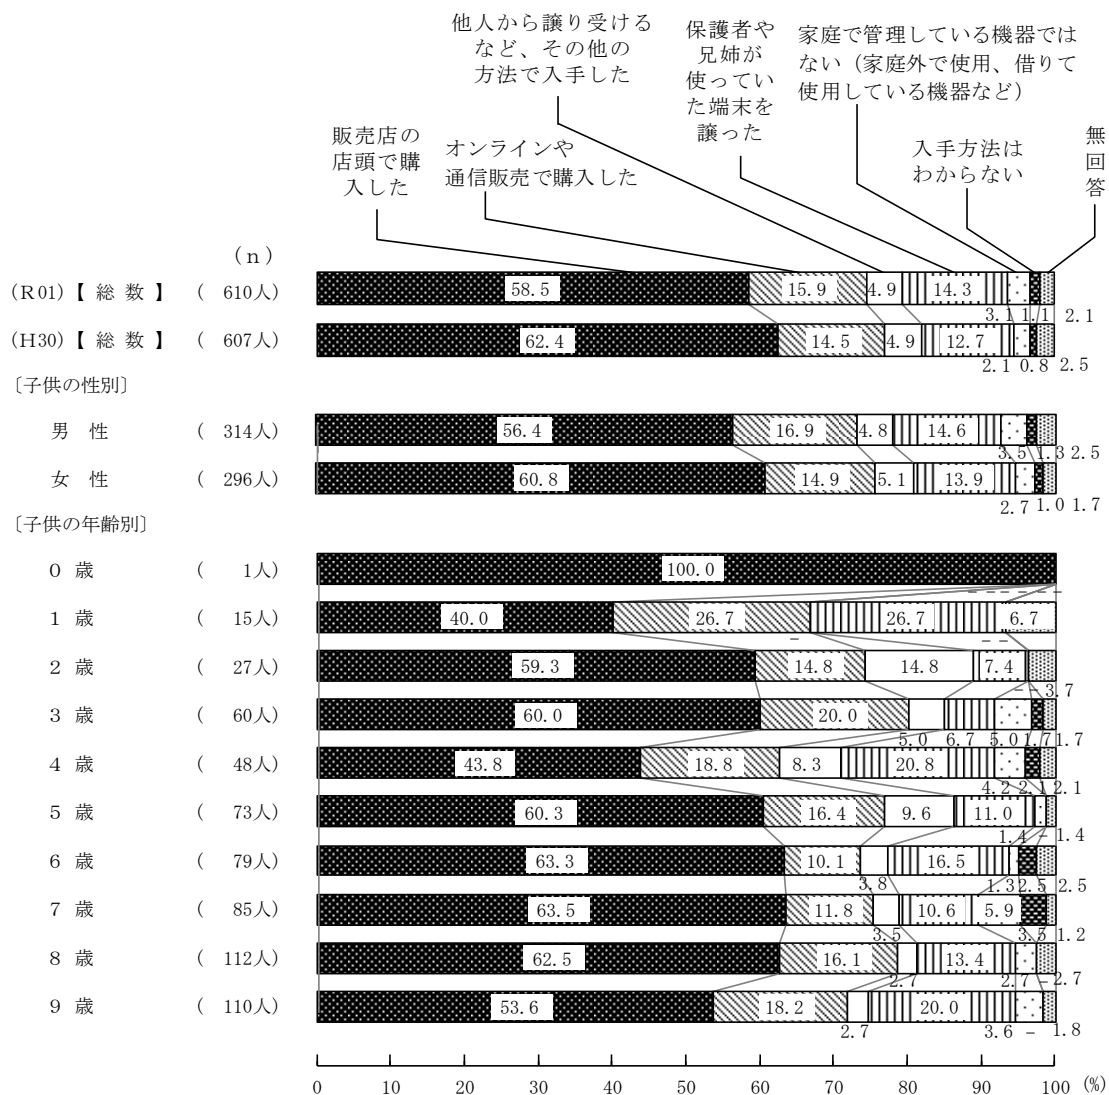 他人から譲り受ける
など、その他の
方法で入手した
保護者や
兄姉が
使ってい
た端末を
譲った
家庭で管理している機器では
ない（家庭外で使用、借りて
使用している機器など）
販売店の
店頭で購
入した
オンラインや
通信販売で購入した
入手方法は
わからない
無
回
答
(ｎ)
(Ｒ01)【 総 数 】 ( 610人) 58.5 15.9 4.9 14.3
3.1 1.1 2.1
(Ｈ30)【 総 数 】 ( 607人) 62.4 14.5 4.9 12.7
2.1 0.8 2.5
〔子供の性別〕
男 性 ( 314人) 56.4 16.9 4.8 14.6
3.5 1.3 2.5
女 性 ( 296人) 60.8 14.9 5.1 13.9
2.7 1.0 1.7
〔子供の年齢別〕
０ 歳 ( 1人) 100.0
- - - - - -
１ 歳 ( 15人) 40.0 26.7 26.7 6.7
- - -
２ 歳 ( 27人) 59.3 14.8 14.8 7.4
- - 3.7
３ 歳 ( 60人) 60.0 20.0
5.0 6.7 5.0 1.7 1.7
４ 歳 ( 48人) 43.8 18.8 8.3 20.8
4.2 2.1 2.1
５ 歳 ( 73人) 60.3 16.4 9.6 11.0
1.4 - 1.4
６ 歳 ( 79人) 63.3 10.1 16.5
3.8 1.3 2.5 2.5
７ 歳 ( 85人) 63.5 11.8 10.6 5.9
3.5 3.5 1.2
８ 歳 ( 112人) 62.5 16.1 13.4
2.7 2.7 - 2.7
９ 歳 ( 110人) 53.6 18.2 20.0
2.7 3.6 - 1.8
0 10 20 30 40 50 60 70 80 90 100 (%)